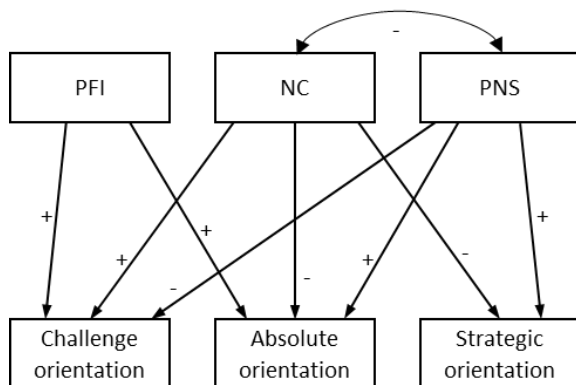 -
PFI
NC
PNS
+
+
+
+
-
-
+
-
+
Challenge
orientation
Absolute
orientation
Strategic
orientation